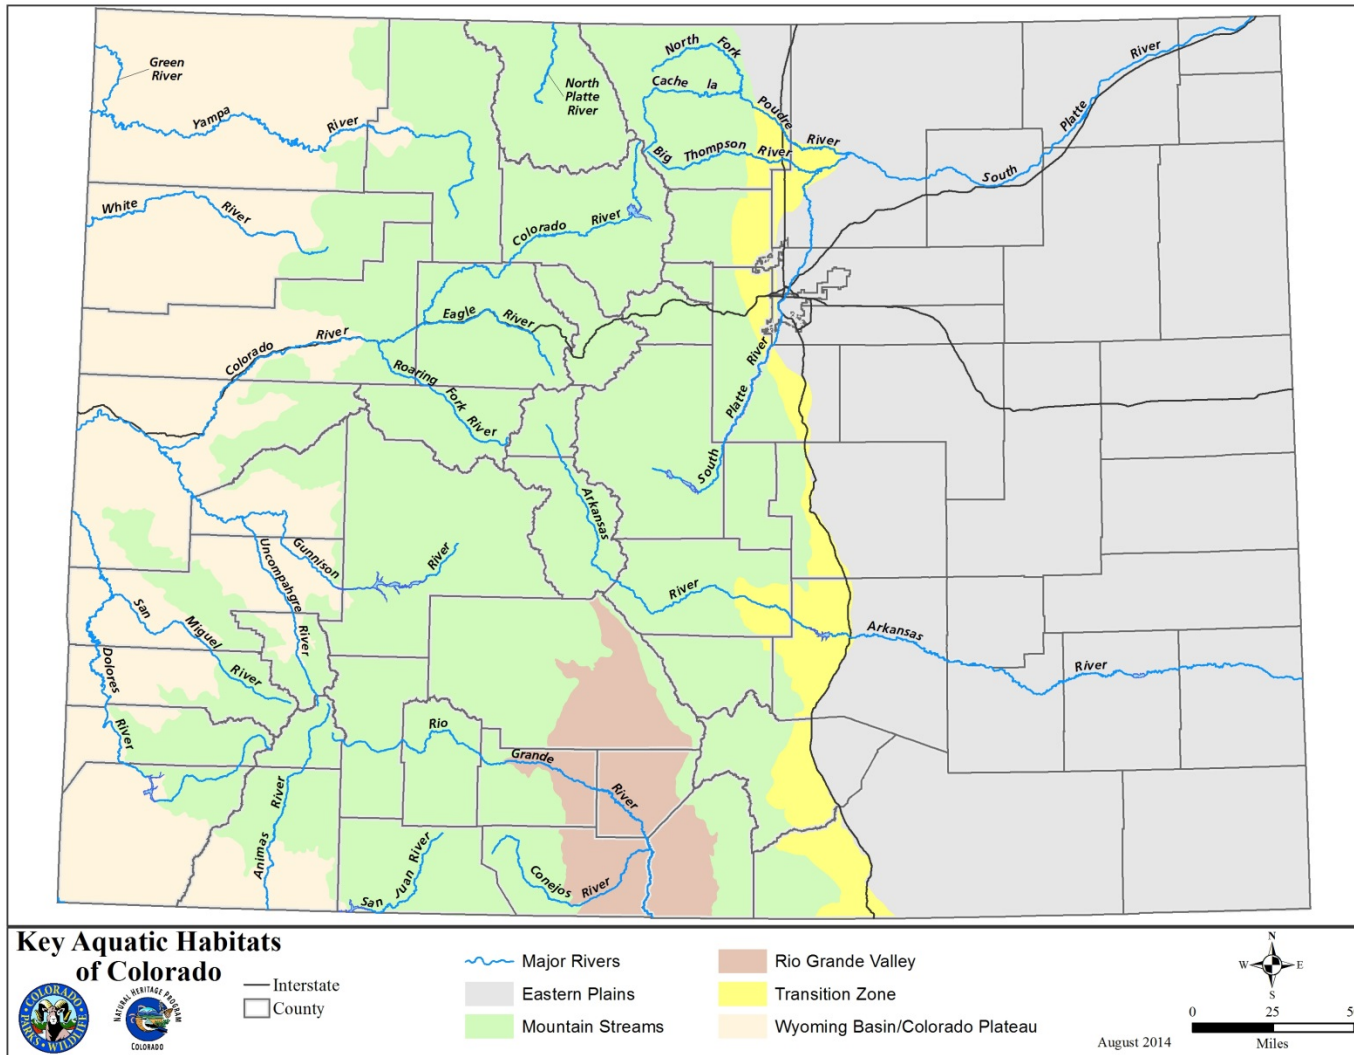 Green
River
Yampa
River
North
Platte
River
North Fork
Cache la
Poudre
River
Big Thompson River
South
Platte
River
White
River
Colorado River
Eagle River
Colorado
River
Roaring
Fork River
South
Platte
River
Arkansas
River
Arkansas
River
Uncompahgre
River
Gunnison
River
San
Miguel
River
Dolores
River
Animas
River
Rio
Grande
River
San Juan River
Conejos River
Key Aquatic Habitats
of Colorado
COLORADO
PARKS
WILDLIFE
NATURAL HERITAGE PROGRAM
COLORADO
Interstate
County
Major Rivers
Eastern Plains
Mountain Streams
Rio Grande Valley
Transition Zone
Wyoming Basin/Colorado Plateau
N
W E
S
August 2014
0 25 5
Miles